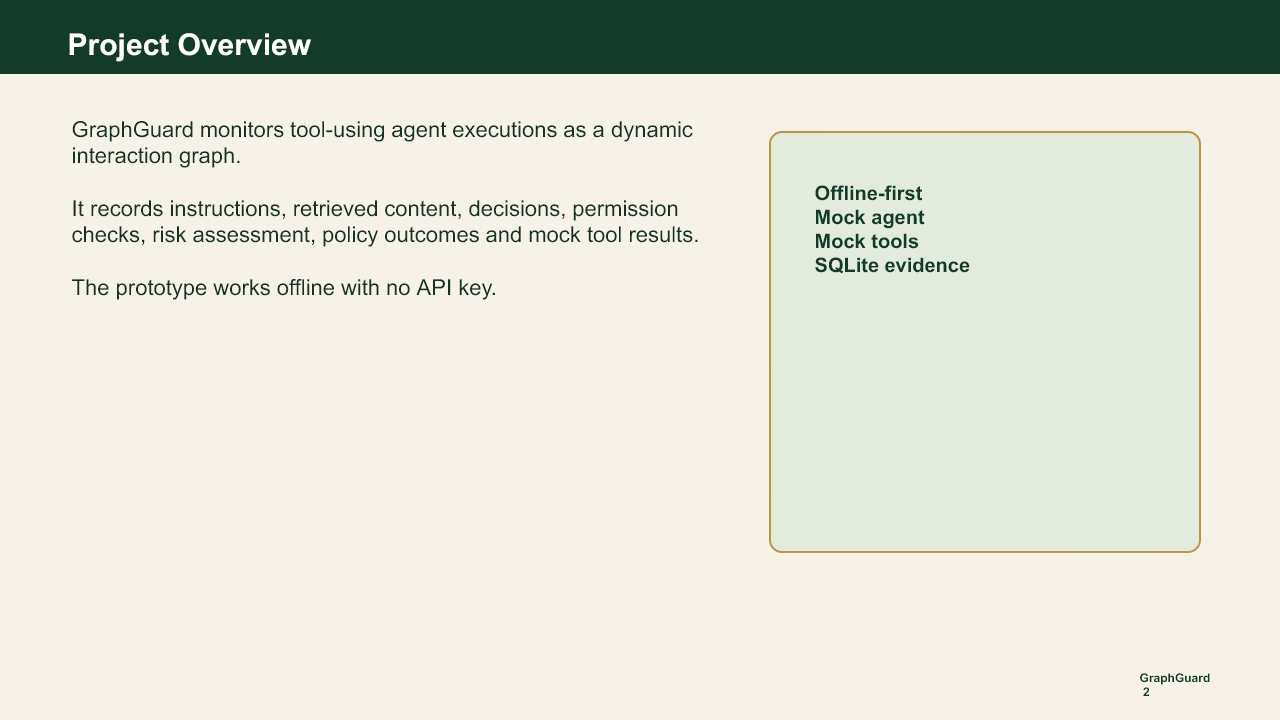 Project Overview
GraphGuard monitors tool-using agent executions as a dynamic
interaction graph.
It records instructions, retrieved content, decisions, permission
checks, risk assessment, policy outcomes and mock tool results.
The prototype works offline with no API key.
Offline-first
Mock agent
Mock tools
SQLite evidence
GraphGuard
2